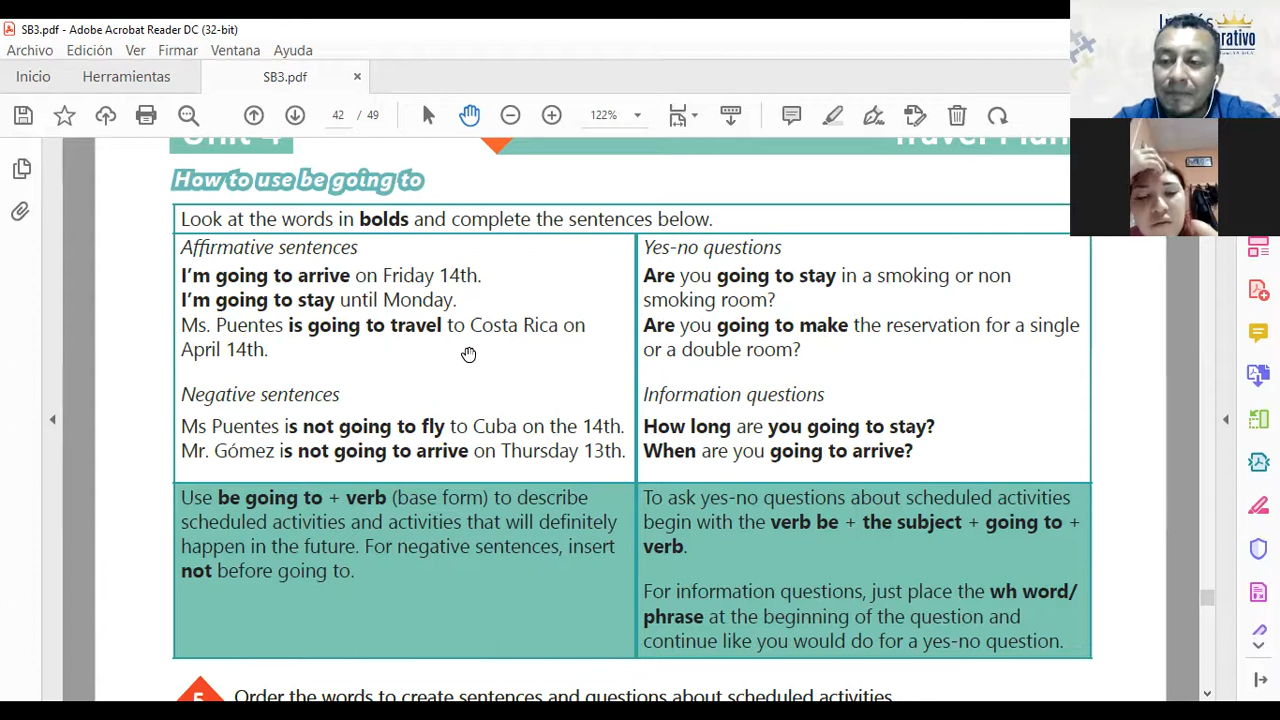 SB3.pdf - Adobe Acrobat Reader DC (32-bit)
Archivo Edición Ver Firmar Ventana Ayuda
Inicio Herramientas SB3.pdf ×
42 / 49 122%
How to use be going to
Look at the words in bolds and complete the sentences below.
Affirmative sentences
I'm going to arrive on Friday 14th.
I'm going to stay until Monday.
Ms. Puentes is going to travel to Costa Rica on
April 14th.
Negative sentences
Ms Puentes is not going to fly to Cuba on the 14th.
Mr. Gómez is not going to arrive on Thursday 13th.
Yes-no questions
Are you going to stay in a smoking or non
smoking room?
Are you going to make the reservation for a single
or a double room?
Information questions
How long are you going to stay?
When are you going to arrive?
Use be going to + verb (base form) to describe
scheduled activities and activities that will definitely
happen in the future. For negative sentences, insert
not before going to.
To ask yes-no questions about scheduled activities
begin with the verb be + the subject + going to +
verb.
For information questions, just place the wh word/
phrase at the beginning of the question and
continue like you would do for a yes-no question.
5 Order the words to create sentences and questions about scheduled activities.